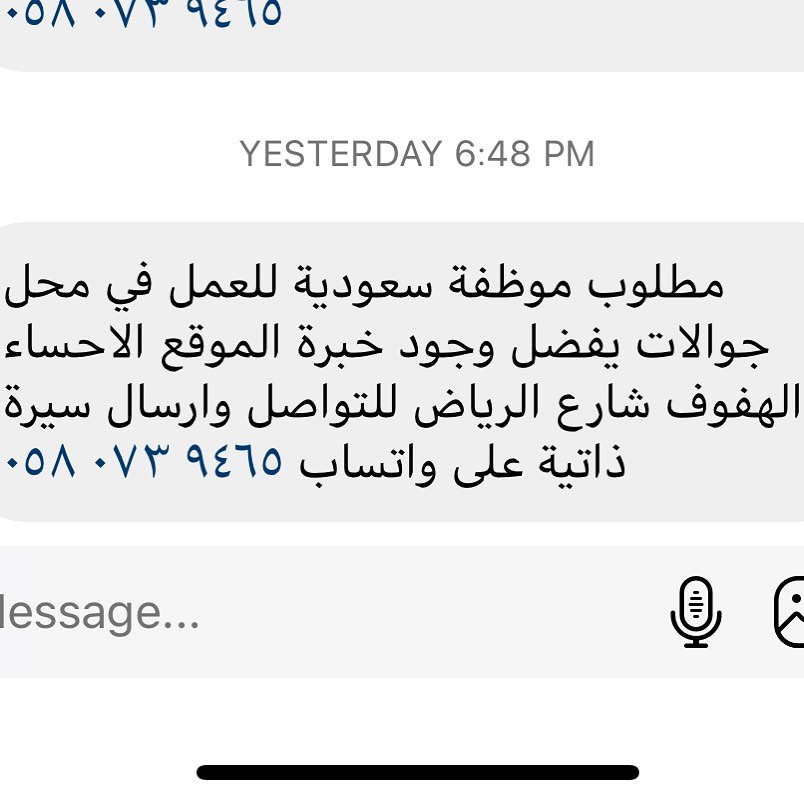 ٠٥٨ ٠٧٣ ٩٤٦٥
YESTERDAY 6:48 PM
مطلوب موظفة سعودية للعمل في محل
جوالات يفضل وجود خبرة الموقع الاحساء
الهفوف شارع الرياض للتواصل وارسال سيرة
ذاتية على واتساب ٠٥٨ ٠٧٣ ٩٤٦٥
lessage...